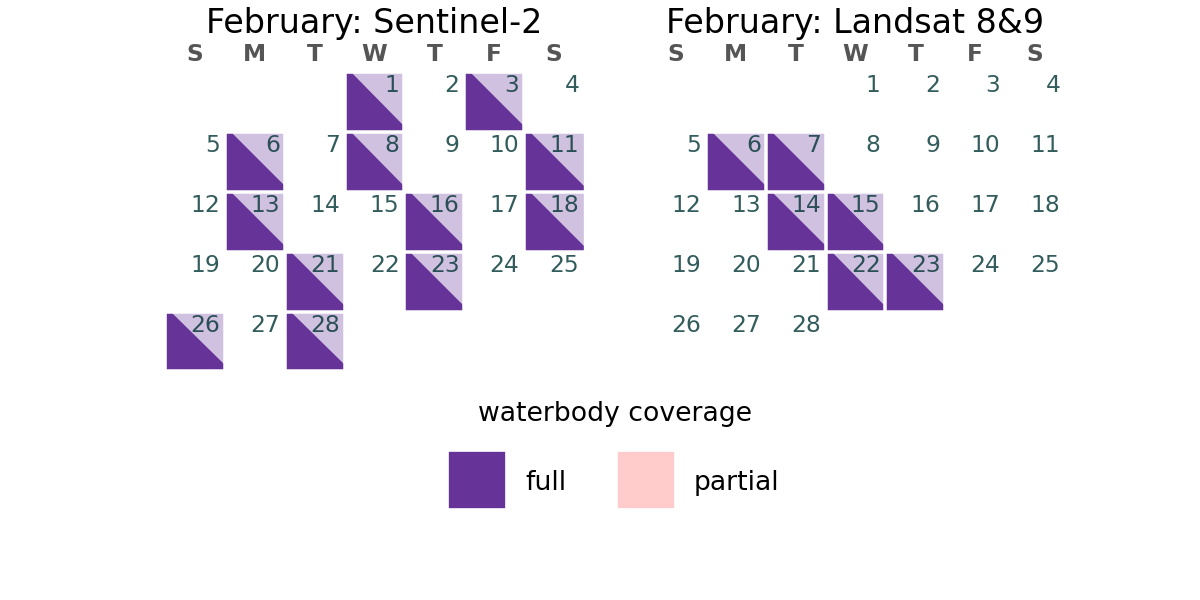 February: Sentinel-2
S M T W T F S
1 2 3 4
5 6 7 8 9 10 11
12 13 14 15 16 17 18
19 20 21 22 23 24 25
26 27 28
February: Landsat 8&9
S M T W T F S
1 2 3 4
5 6 7 8 9 10 11
12 13 14 15 16 17 18
19 20 21 22 23 24 25
26 27 28
waterbody coverage
full partial